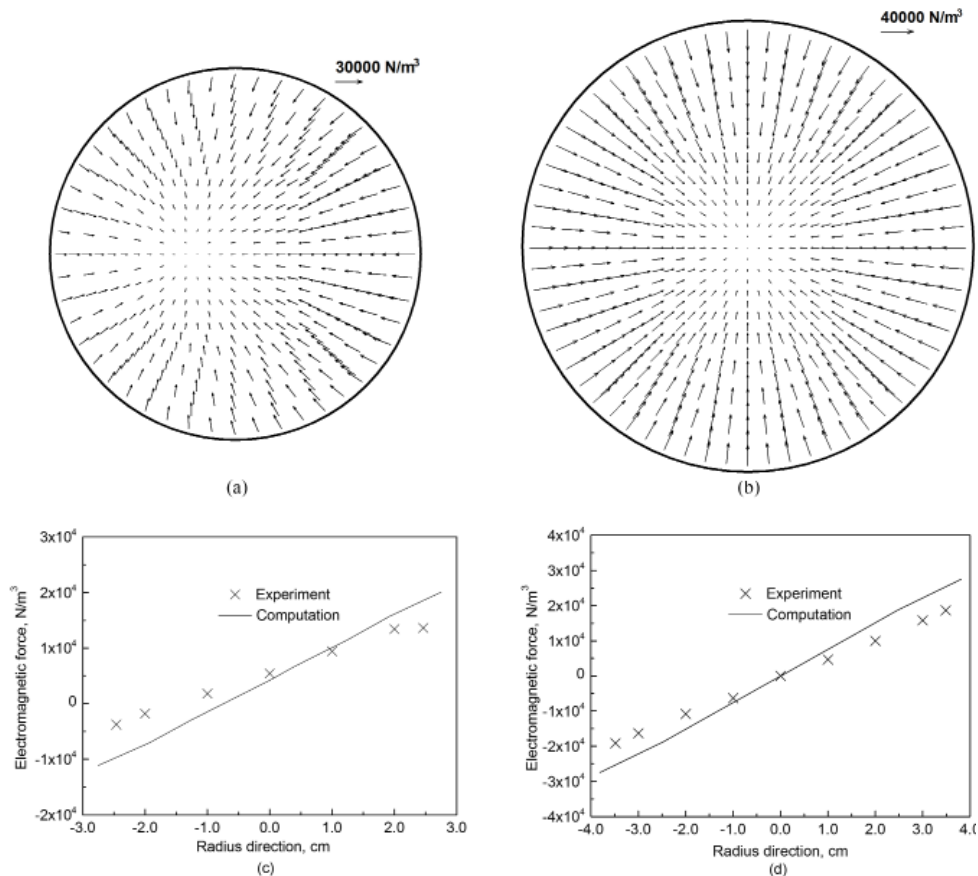 30000 N/m³
40000 N/m³
(a)
(b)
3x10⁴
2x10⁴
1x10⁴
0
-1x10⁴
-2x10⁴
Electromagnetic force, N/m³
Experiment
Computation
-3.0 -2.0 -1.0 0.0 1.0 2.0 3.0
Radius direction, cm
(c)
4x10⁴
3x10⁴
2x10⁴
1x10⁴
0
-1x10⁴
-2x10⁴
-3x10⁴
-4x10⁴
Electromagnetic force, N/m³
Experiment
Computation
-4.0 -3.0 -2.0 -1.0 0.0 1.0 2.0 3.0 4.0
Radius direction, cm
(d)